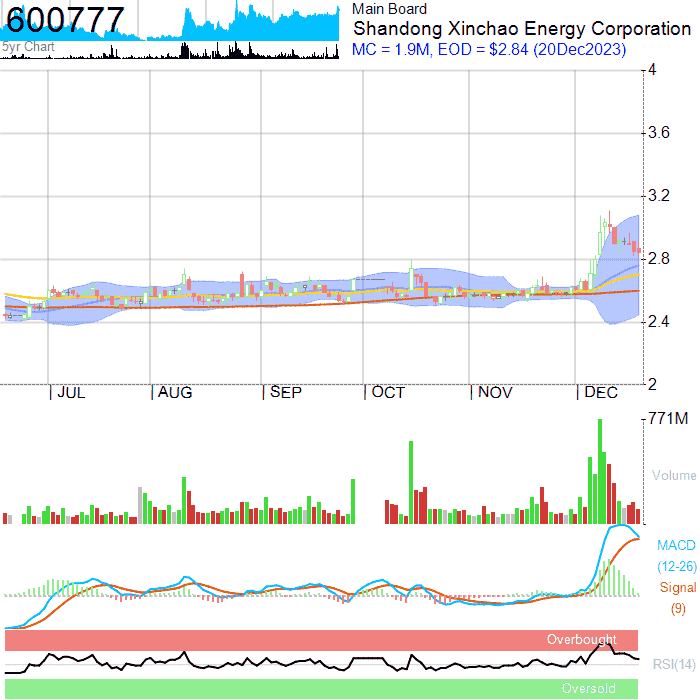 600777
5yr Chart
Main Board
Shandong Xinchao Energy Corporation
MC = 1.9M, EOD = $2.84 (20Dec2023)
4
3.6
3.2
2.8
2.4
2
JUL AUG SEP OCT NOV DEC
771M
Volume
MACD
(12-26)
Signal
(9)
Overbought
RSI(14)
Oversold